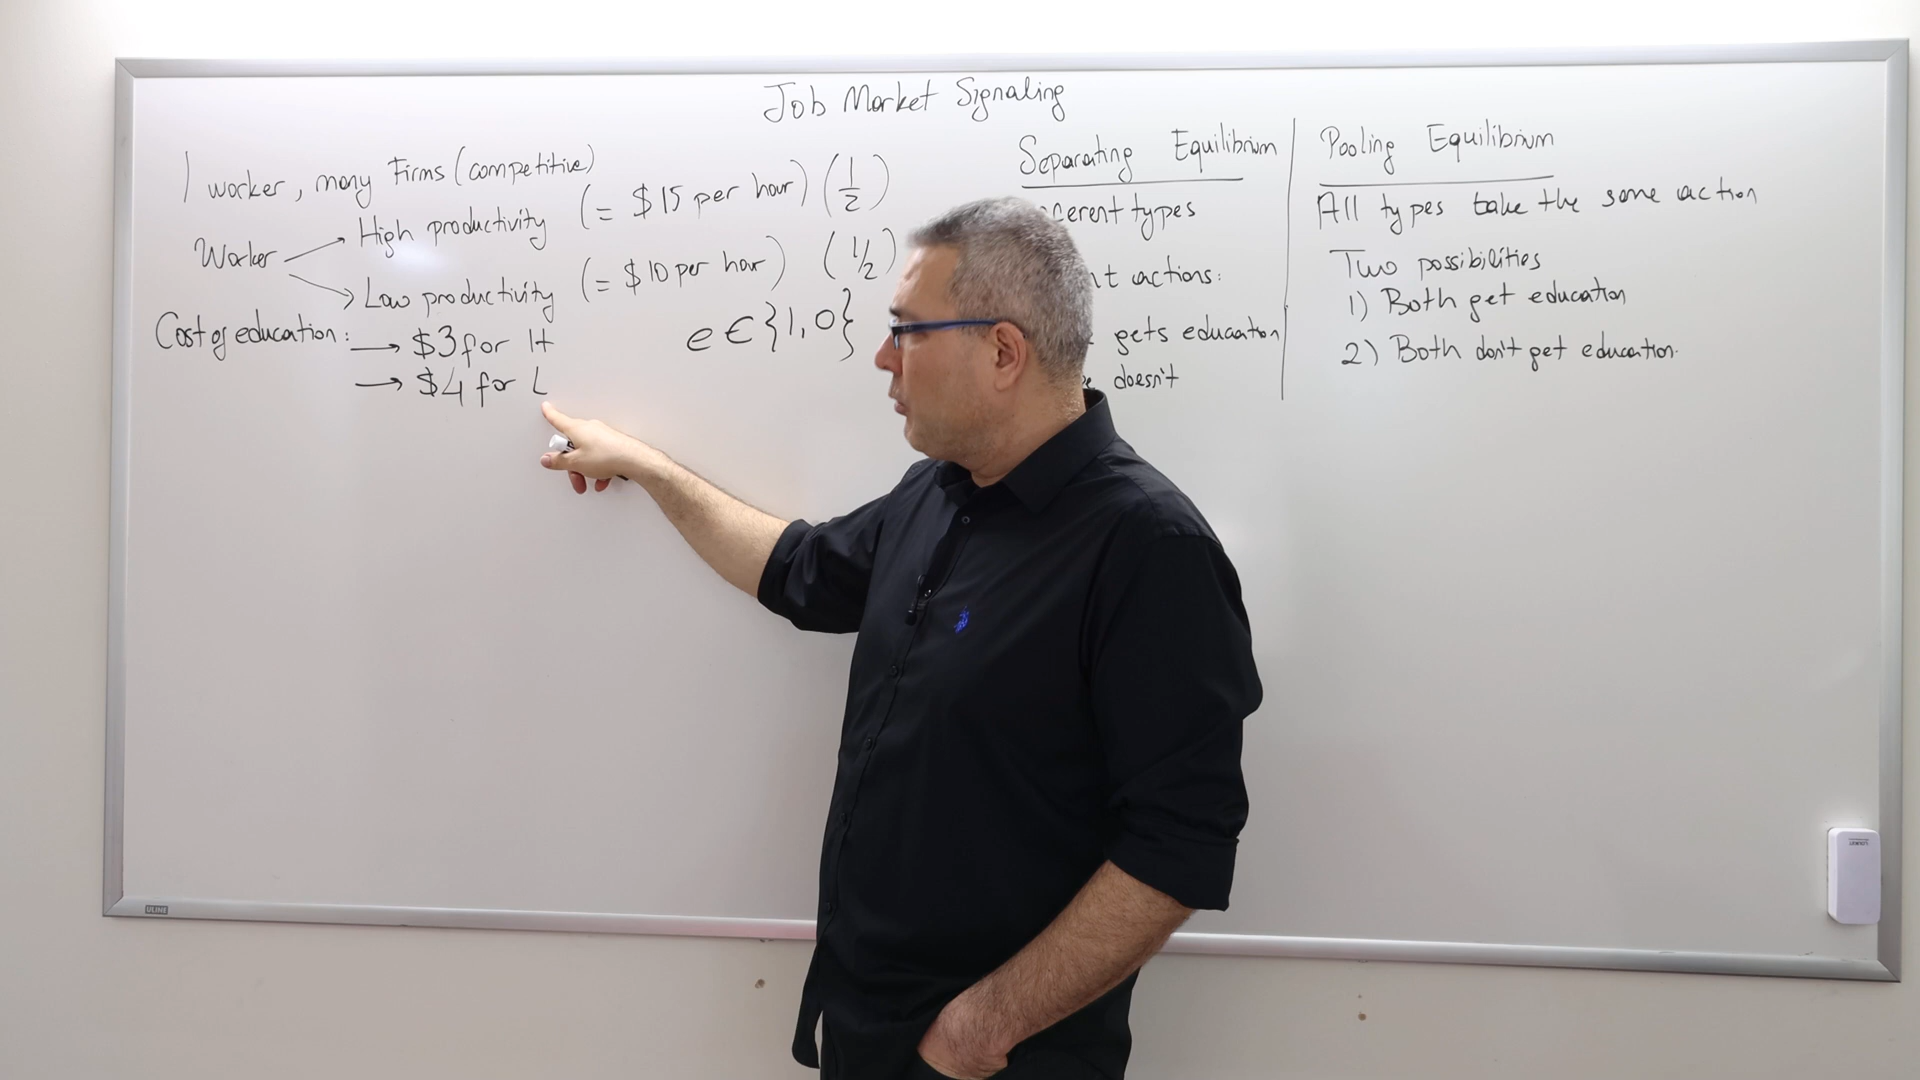 Job Market Signaling
1 worker, many Firms (competitive)
Worker
High productivity (= $15 per hour) (1/2)
Low productivity (= $10 per hour) (1/2)
Cost of education:
→ $3 for H
→ $4 for L
e ∈ {1, 0}
Separating Equilibrium
types
actions:
gets education
doesn't
Pooling Equilibrium
All types take the same action
Two possibilities
1) Both get education
2) Both don't get education.
ULINE